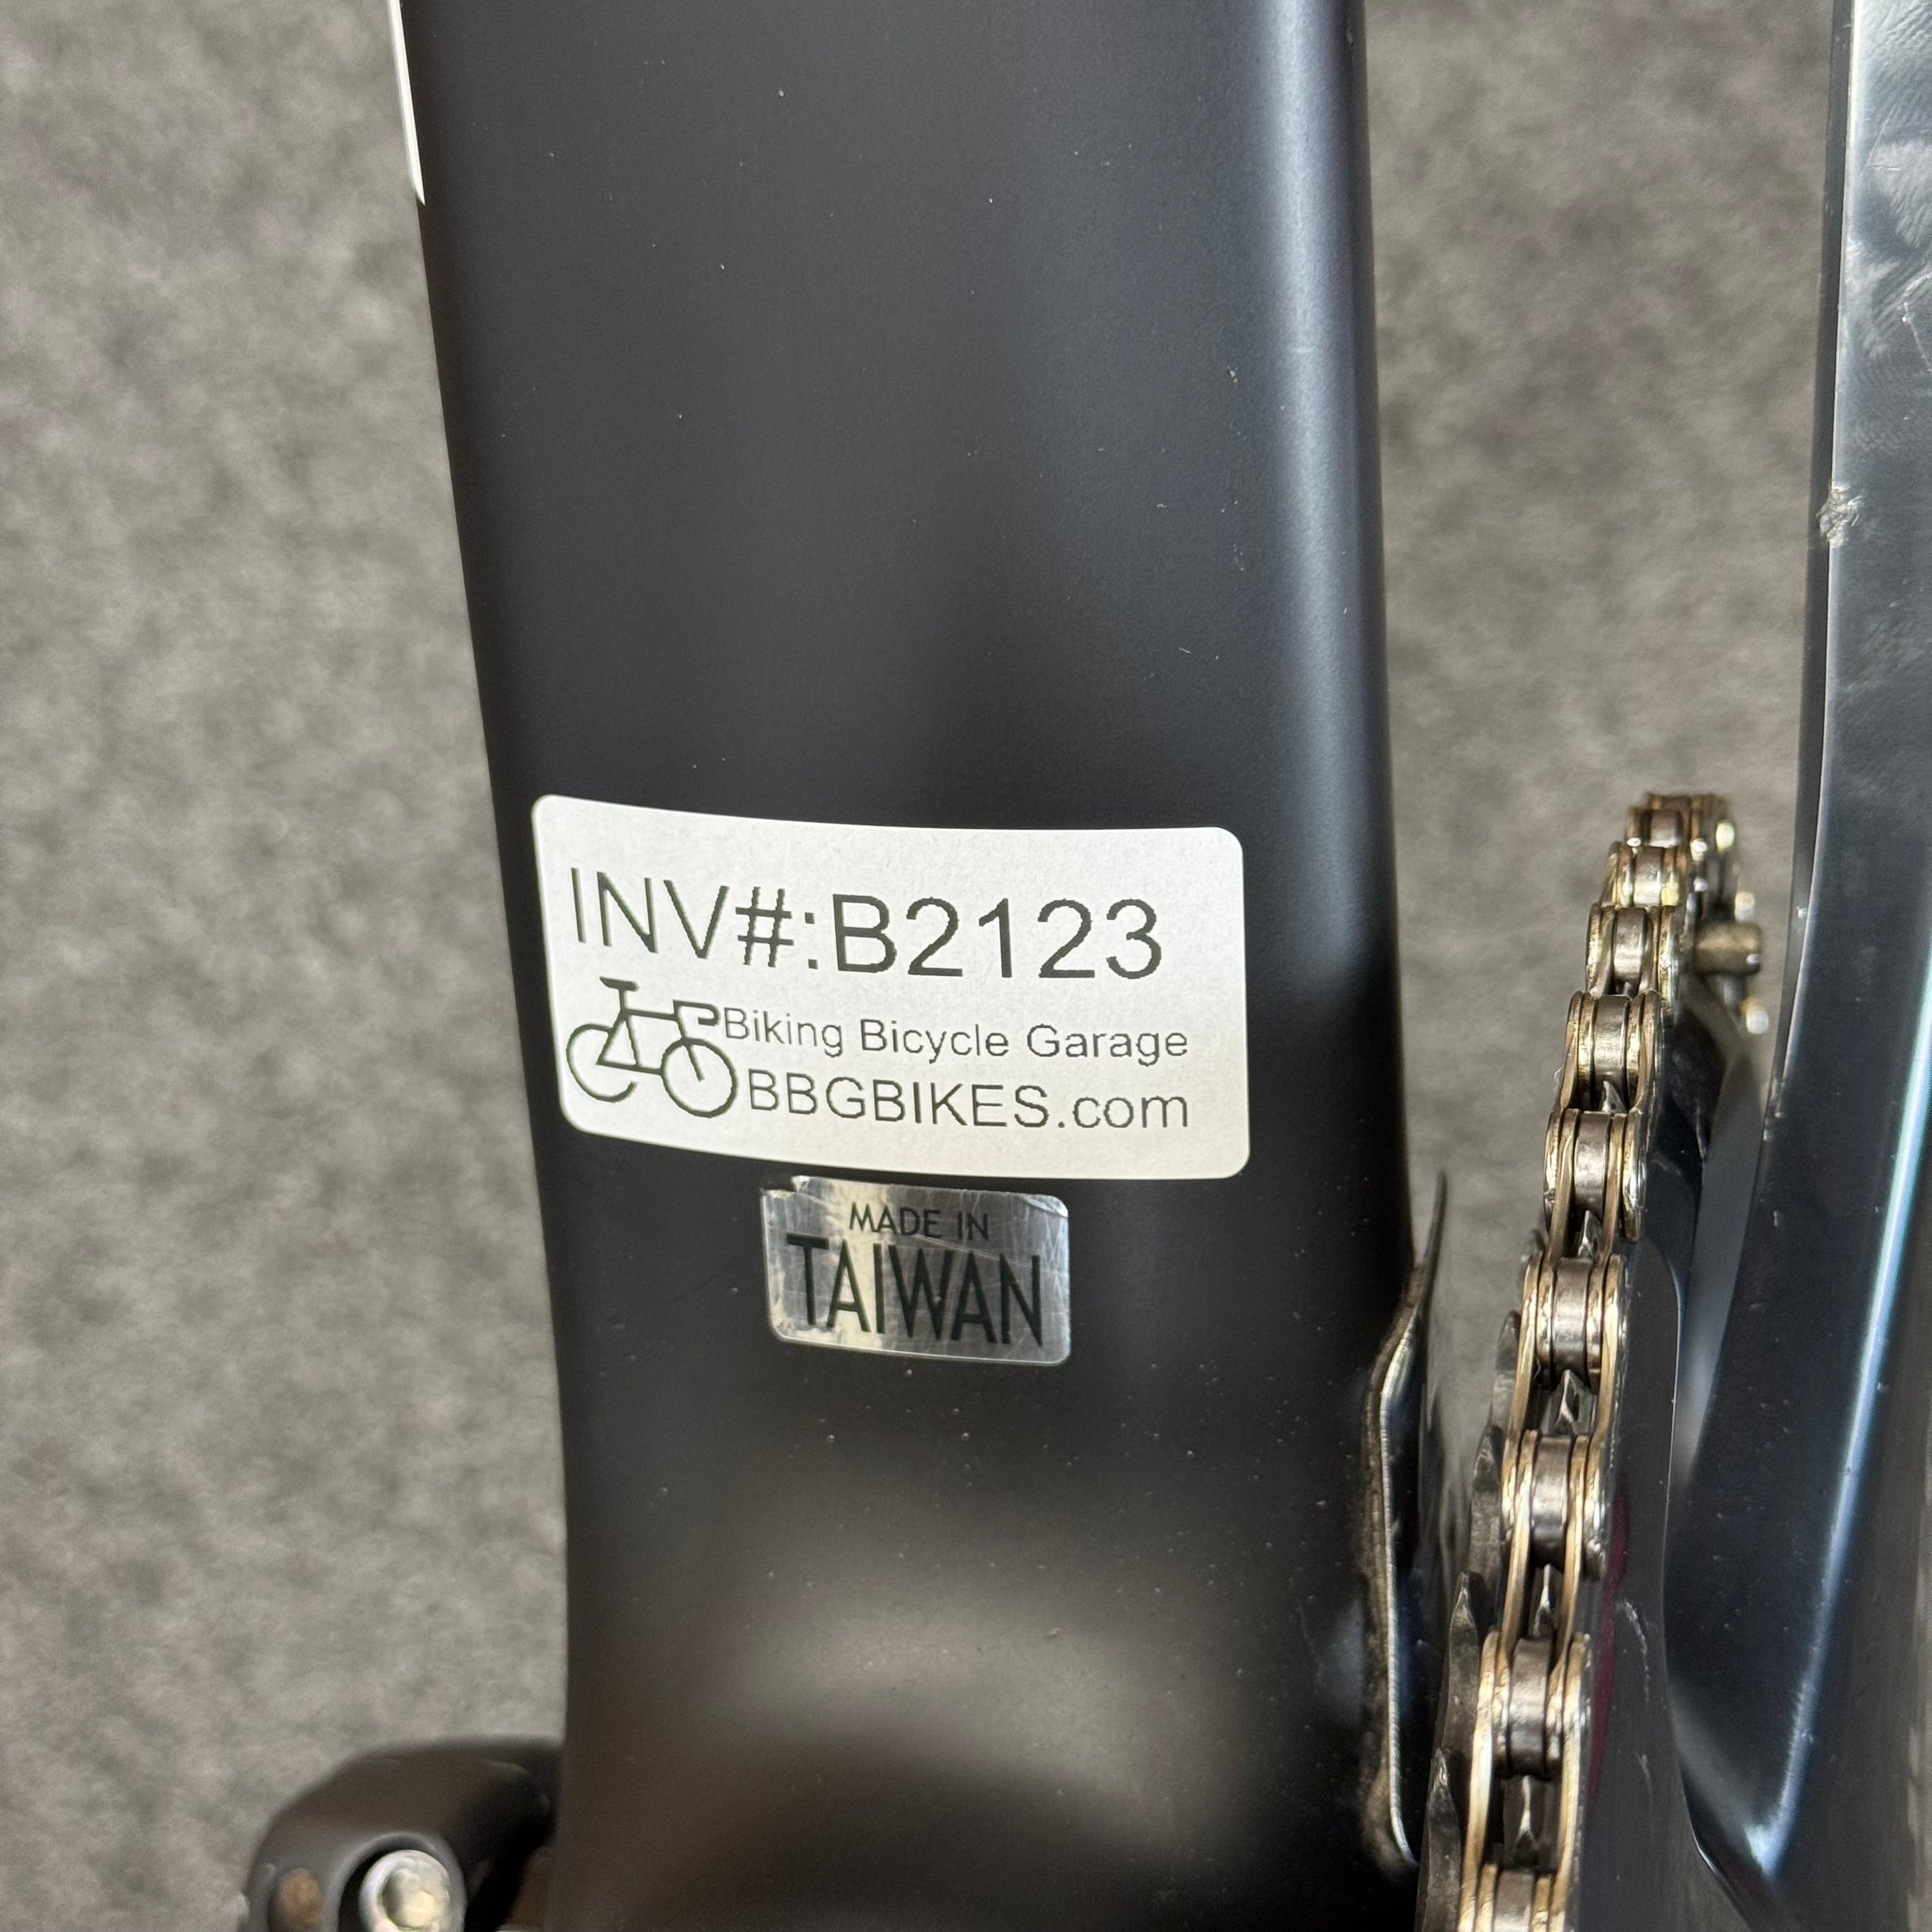 INV#:B2123
Biking Bicycle Garage
BBGBIKES.com
MADE IN
TAIWAN